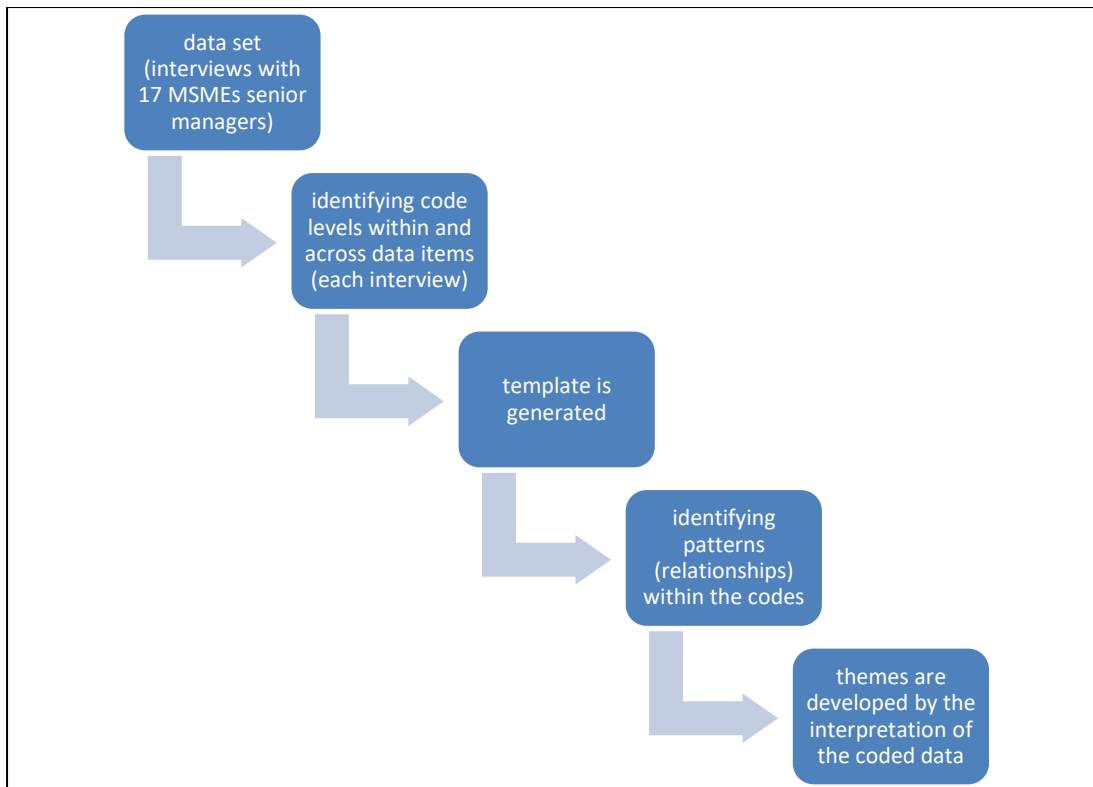 data set
(interviews with
17 MSMEs senior
managers)
identifying code
levels within and
across data items
(each interview)
template is
generated
identifying
patterns
(relationships)
within the codes
themes are
developed by the
interpretation of
the coded data